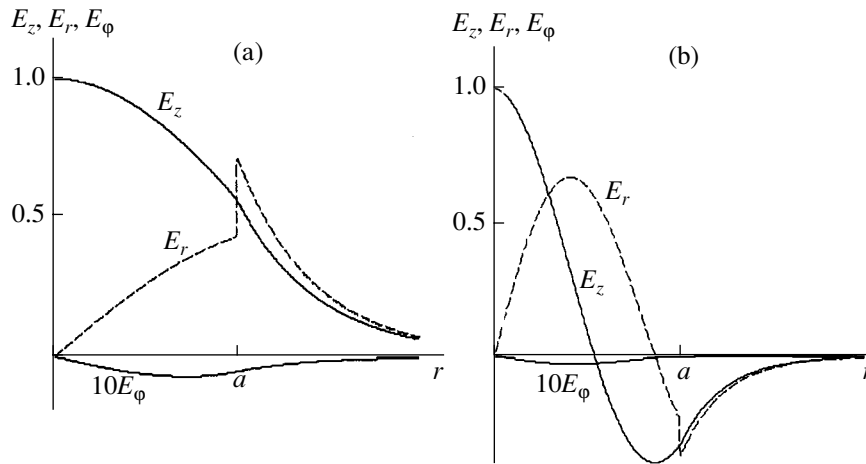 E_z, E_r, E_φ
(a)
1.0
E_z
0.5
E_r
10E_φ
a
r
E_z, E_r, E_φ
(b)
1.0
E_r
0.5
E_z
10E_φ
a
r